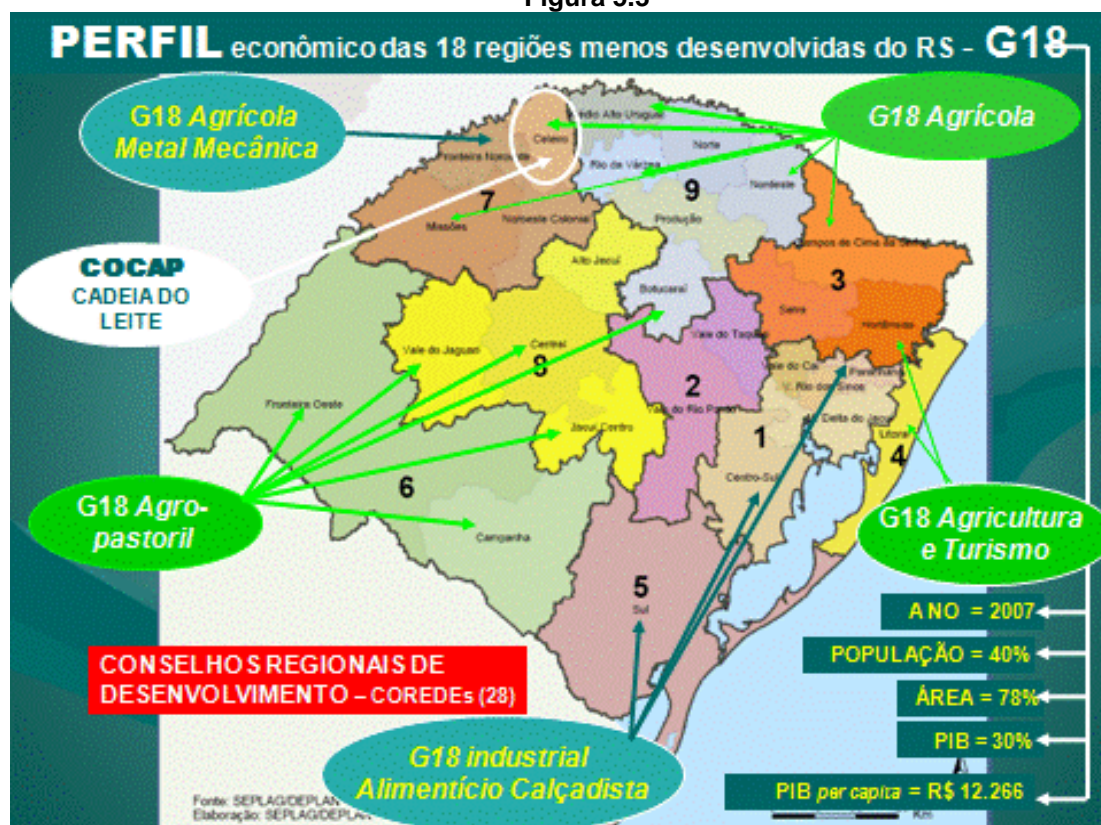 PERFIL econômico das 18 regiões menos desenvolvidas do RS - G18
G18 Agrícola
Metal Mecânica
G18 Agrícola
COCAP
CADEIA DO
LEITE
Médio Alto Uruguai
Celeiro
Norte
Fronteira Noroeste
Rio da Várzea
Nordeste
7
9
Missões
Noroeste Colonial
Produção
Campos de Cima da Serra
Alto Jacuí
3
Botucaraí
Serra
Hortênsias
Vale do Taquari
Vale do Jaguari
Central
8
Vale do Caí
Paranhana
2
V. Rio dos Sinos
Fronteira Oeste
Vale do Rio Pardo
M. Delta do Jacuí
Jacuí Centro
1
Litoral
4
6
Centro-Sul
G18 Agro-
pastoril
G18 Agricultura
e Turismo
Campanha
5
Sul
ANO = 2007
POPULAÇÃO = 40%
ÁREA = 78%
PIB = 30%
PIB per capita = R$ 12.266
CONSELHOS REGIONAIS DE
DESENVOLVIMENTO – COREDEs (28)
G18 industrial
Alimentício Calçadista
Fonte: SEPLAG/DEPLAN
Elaboração: SEPLAG/DEPLAN
Km